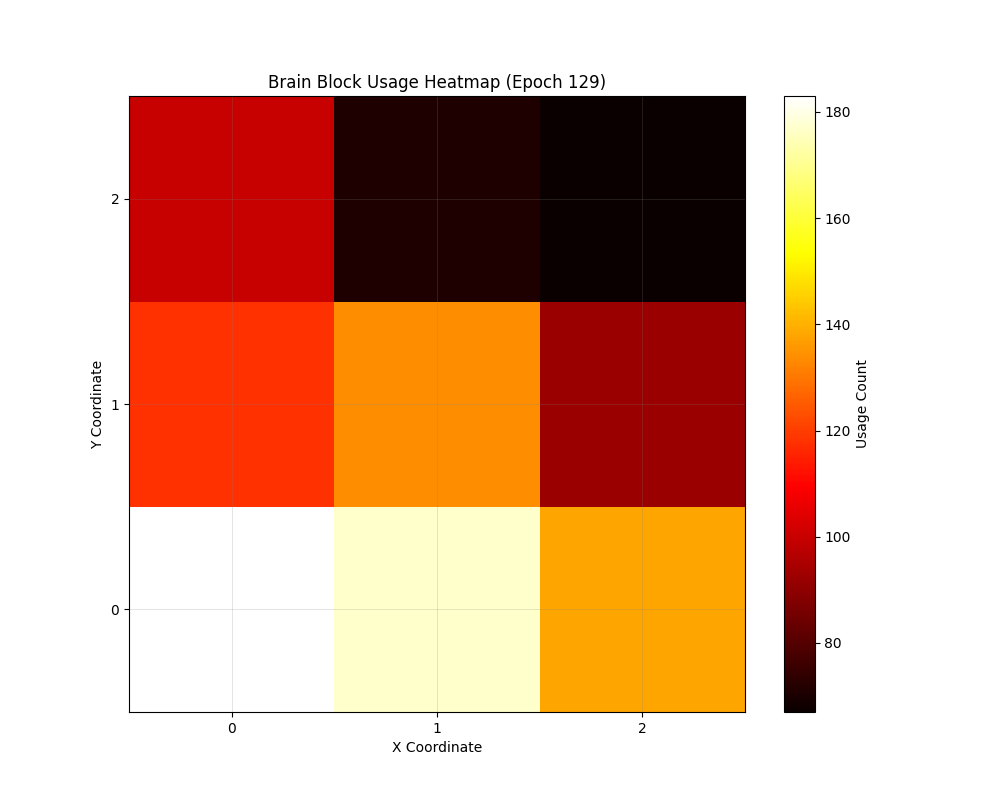 Brain Block Usage Heatmap (Epoch 129)
2
1
0
Y Coordinate
0 1 2
X Coordinate
180
160
140
120
100
80
Usage Count